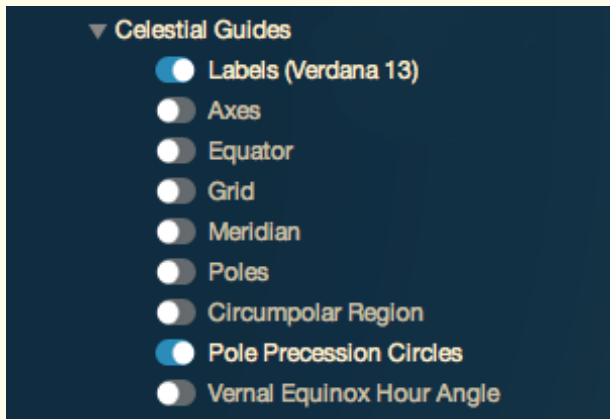 Celestial Guides
Labels (Verdana 13)
Axes
Equator
Grid
Meridian
Poles
Circumpolar Region
Pole Precession Circles
Vernal Equinox Hour Angle